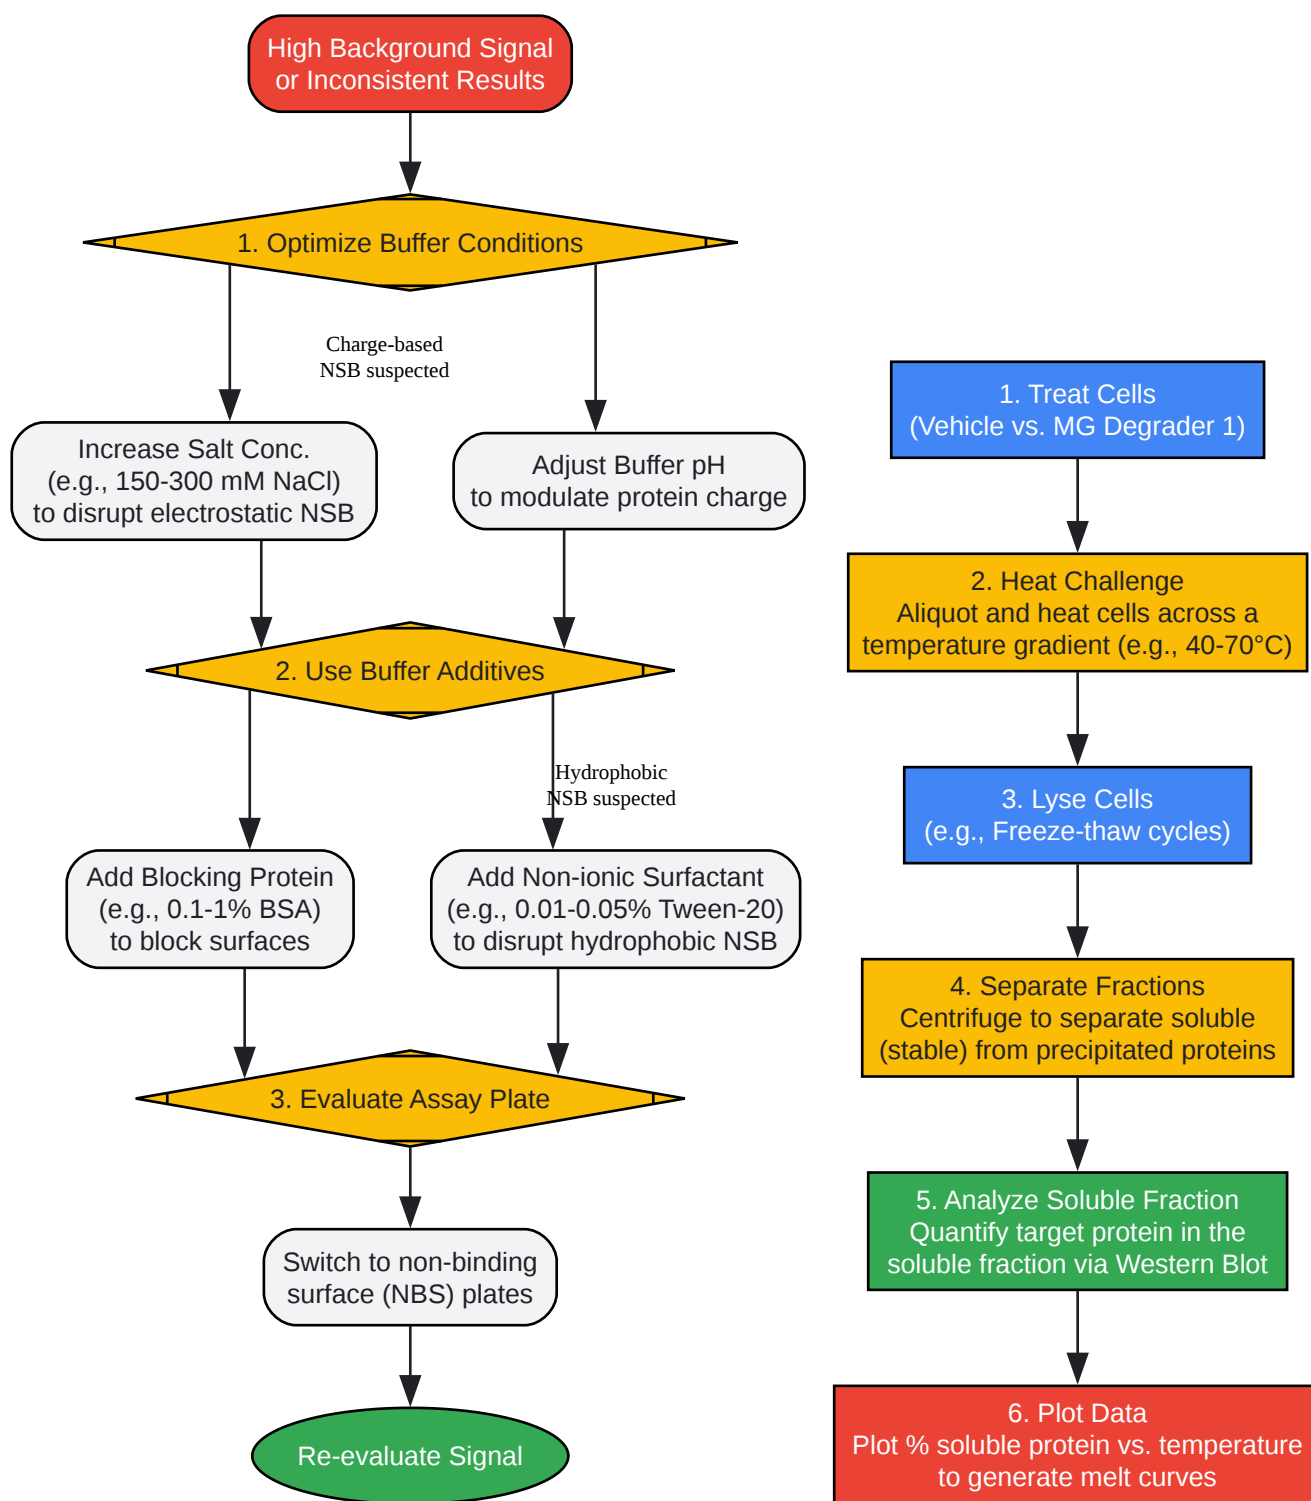 High Background Signal
or Inconsistent Results
1. Optimize Buffer Conditions
Charge-based
NSB suspected
Increase Salt Conc.
(e.g., 150-300 mM NaCl)
to disrupt electrostatic NSB
Adjust Buffer pH
to modulate protein charge
2. Use Buffer Additives
Hydrophobic
NSB suspected
Add Blocking Protein
(e.g., 0.1-1% BSA)
to block surfaces
Add Non-ionic Surfactant
(e.g., 0.01-0.05% Tween-20)
to disrupt hydrophobic NSB
3. Evaluate Assay Plate
Switch to non-binding
surface (NBS) plates
Re-evaluate Signal
1. Treat Cells
(Vehicle vs. MG Degrader 1)
2. Heat Challenge
Aliquot and heat cells across a
temperature gradient (e.g., 40-70°C)
3. Lyse Cells
(e.g., Freeze-thaw cycles)
4. Separate Fractions
Centrifuge to separate soluble
(stable) from precipitated proteins
5. Analyze Soluble Fraction
Quantify target protein in the
soluble fraction via Western Blot
6. Plot Data
Plot % soluble protein vs. temperature
to generate melt curves